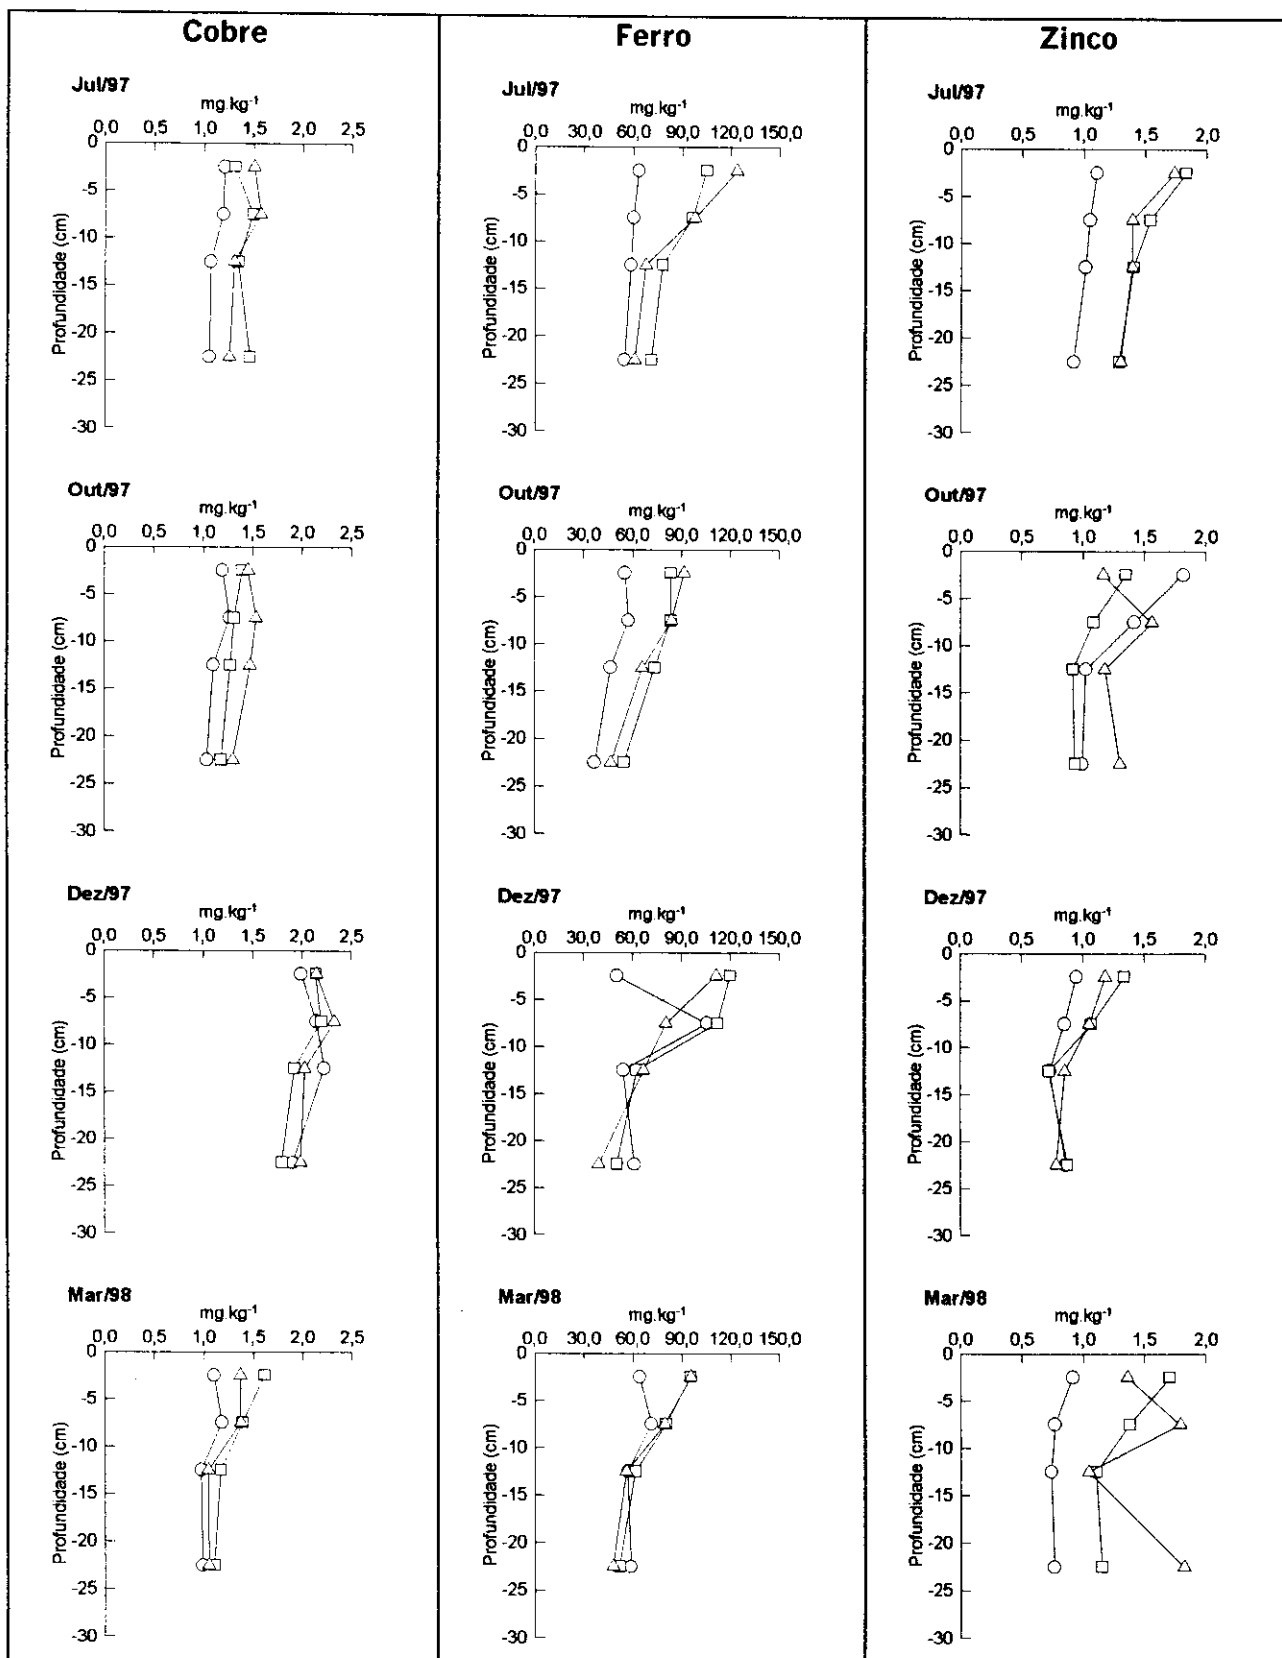 Cobre
Jul/97
mg.kg⁻¹
0,0 0,5 1,0 1,5 2,0 2,5
0
-5
-10
-15
-20
-25
-30
Profundidade (cm)
Out/97
mg.kg⁻¹
0,0 0,5 1,0 1,5 2,0 2,5
0
-5
-10
-15
-20
-25
-30
Profundidade (cm)
Dez/97
mg.kg⁻¹
0,0 0,5 1,0 1,5 2,0 2,5
0
-5
-10
-15
-20
-25
-30
Profundidade (cm)
Mar/98
mg.kg⁻¹
0,0 0,5 1,0 1,5 2,0 2,5
0
-5
-10
-15
-20
-25
-30
Profundidade (cm)
Ferro
Jul/97
mg.kg⁻¹
0,0 30,0 60,0 90,0 120,0 150,0
0
-5
-10
-15
-20
-25
-30
Profundidade (cm)
Out/97
mg.kg⁻¹
0,0 30,0 60,0 90,0 120,0 150,0
0
-5
-10
-15
-20
-25
-30
Profundidade (cm)
Dez/97
mg.kg⁻¹
0,0 30,0 60,0 90,0 120,0 150,0
0
-5
-10
-15
-20
-25
-30
Profundidade (cm)
Mar/98
mg.kg⁻¹
0,0 30,0 60,0 90,0 120,0 150,0
0
-5
-10
-15
-20
-25
-30
Profundidade (cm)
Zinco
Jul/97
mg.kg⁻¹
0,0 0,5 1,0 1,5 2,0
0
-5
-10
-15
-20
-25
-30
Profundidade (cm)
Out/97
mg.kg⁻¹
0,0 0,5 1,0 1,5 2,0
0
-5
-10
-15
-20
-25
-30
Profundidade (cm)
Dez/97
mg.kg⁻¹
0,0 0,5 1,0 1,5 2,0
0
-5
-10
-15
-20
-25
-30
Profundidade (cm)
Mar/98
mg.kg⁻¹
0,0 0,5 1,0 1,5 2,0
0
-5
-10
-15
-20
-25
-30
Profundidade (cm)